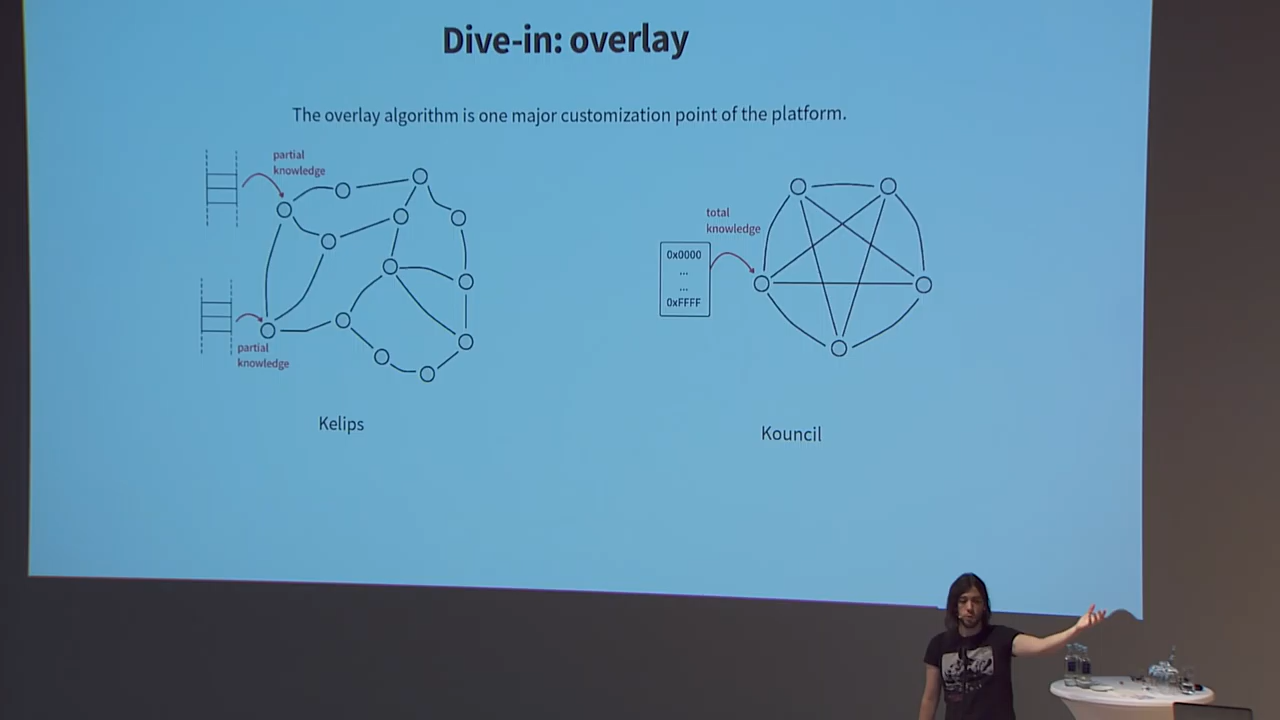 Dive-in: overlay
The overlay algorithm is one major customization point of the platform.
partial
knowledge
partial
knowledge
Kelips
total
knowledge
0x0000
...
...
0xFFFF
Kouncil